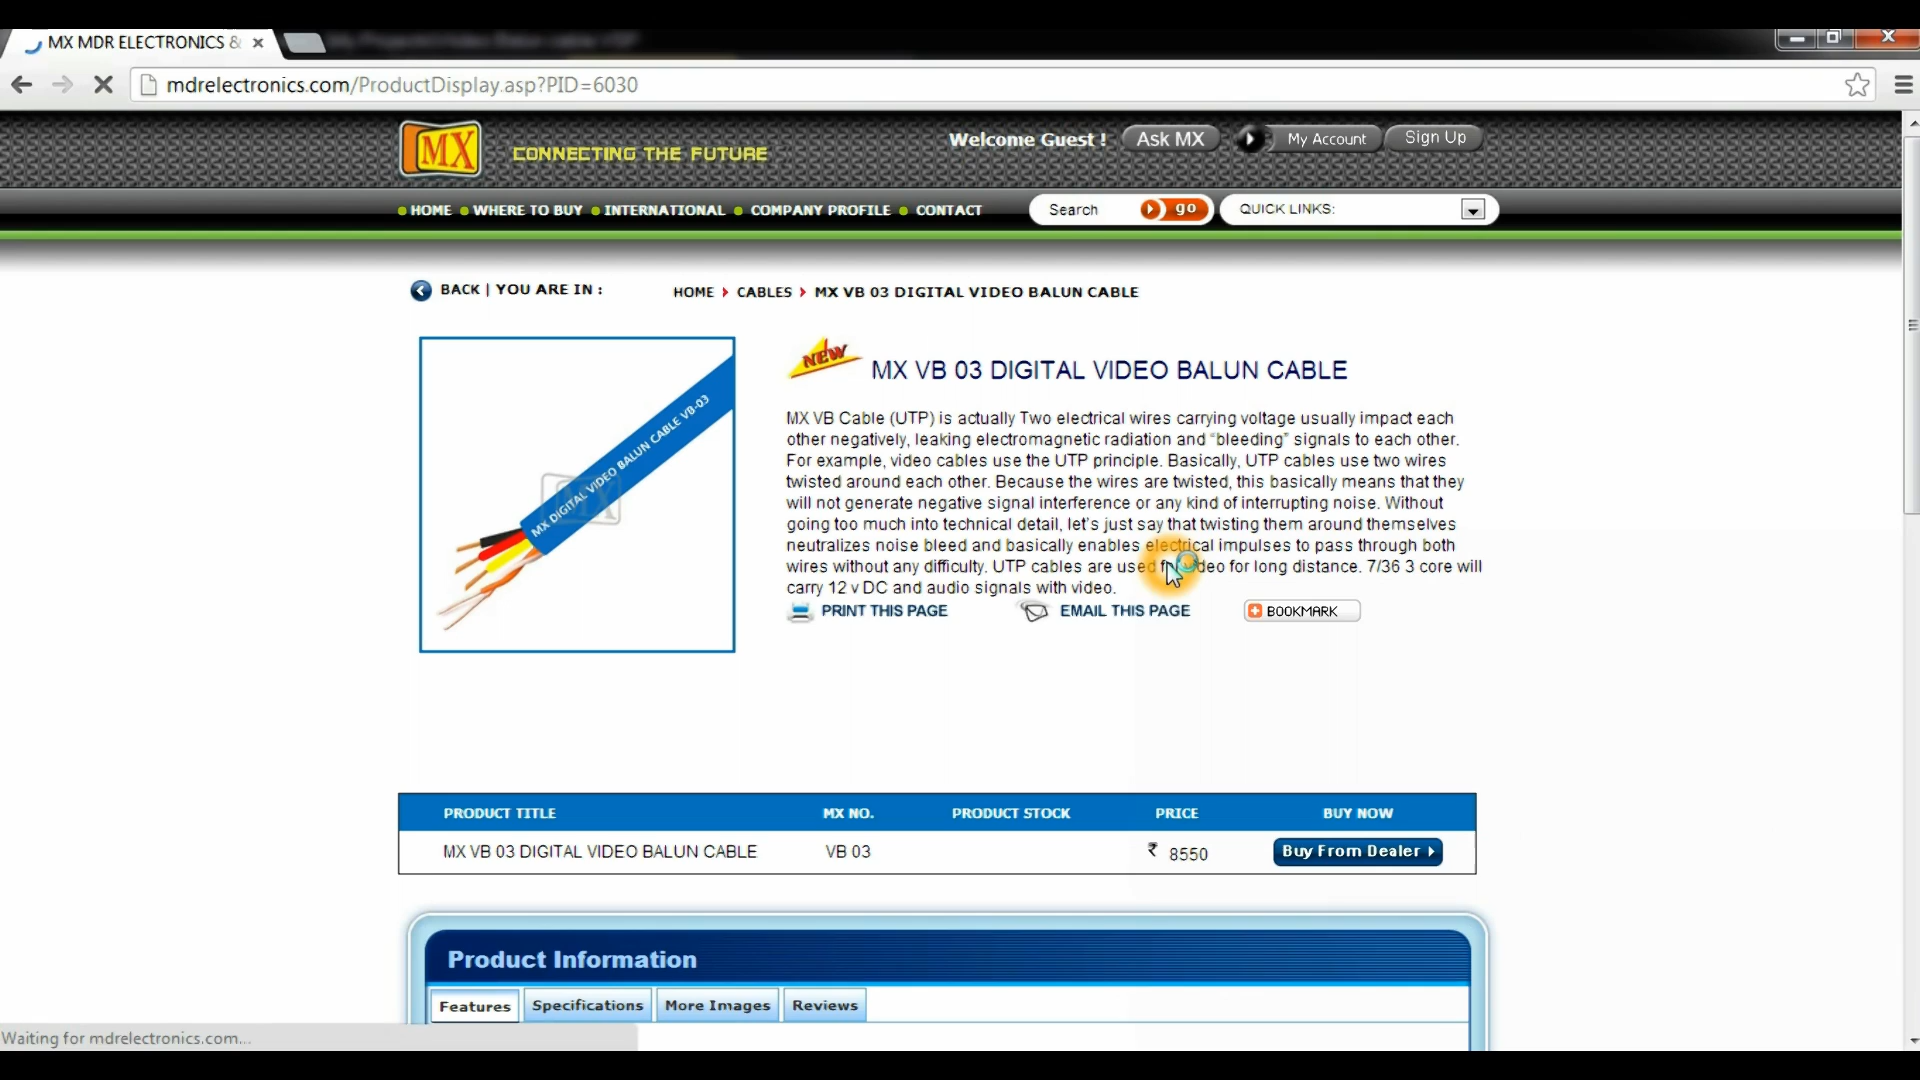 MX MDR ELECTRONICS &
mdrelectronics.com/ProductDisplay.asp?PID=6030
MX
CONNECTING THE FUTURE
Welcome Guest !
Ask MX
My Account
Sign Up
HOME
WHERE TO BUY
INTERNATIONAL
COMPANY PROFILE
CONTACT
Search
go
QUICK LINKS:
BACK | YOU ARE IN :
HOME
CABLES
MX VB 03 DIGITAL VIDEO BALUN CABLE
MX DIGITAL VIDEO BALUN CABLE VB-03
MX
NEW
MX VB 03 DIGITAL VIDEO BALUN CABLE
MX VB Cable (UTP) is actually Two electrical wires carrying voltage usually impact each
other negatively, leaking electromagnetic radiation and “bleeding” signals to each other.
For example, video cables use the UTP principle. Basically, UTP cables use two wires
twisted around each other. Because the wires are twisted, this basically means that they
will not generate negative signal interference or any kind of interrupting noise. Without
going too much into technical detail, let’s just say that twisting them around themselves
neutralizes noise bleed and basically enables electrical impulses to pass through both
wires without any difficulty. UTP cables are used for video for long distance. 7/36 3 core will
carry 12 v DC and audio signals with video.
PRINT THIS PAGE
EMAIL THIS PAGE
BOOKMARK
PRODUCT TITLE
MX NO.
PRODUCT STOCK
PRICE
BUY NOW
MX VB 03 DIGITAL VIDEO BALUN CABLE
VB 03
₹ 8550
Buy From Dealer
Product Information
Features
Specifications
More Images
Reviews
Waiting for mdrelectronics.com...